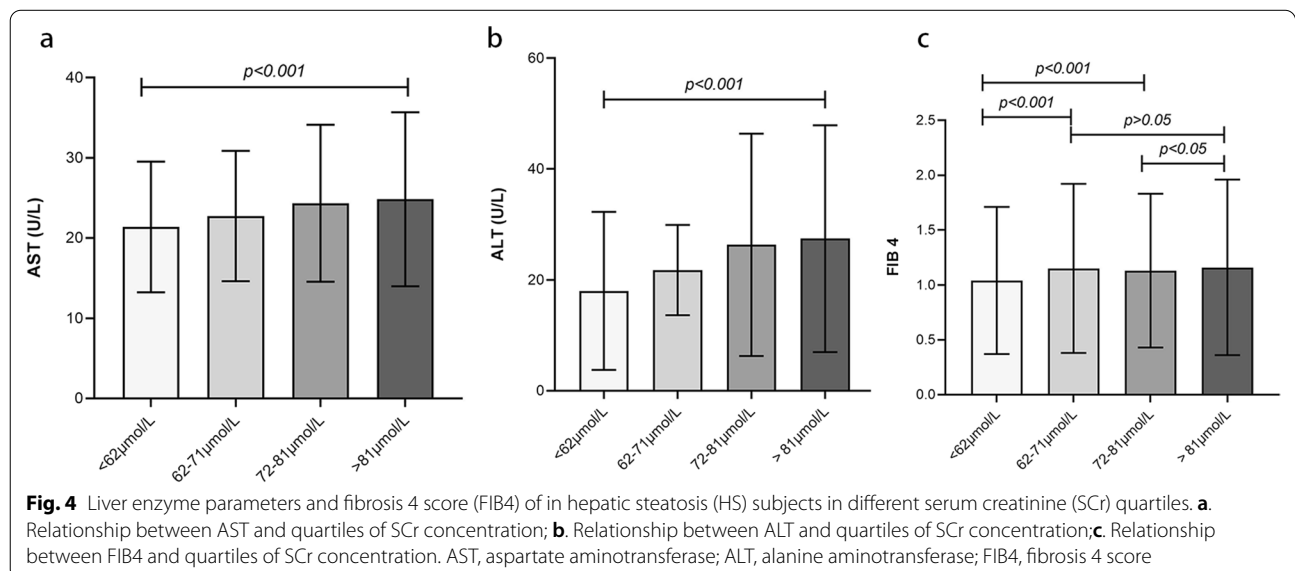 a
p<0.001
40
30
20
10
0
AST (U/L)
<62µmol/L
62-71µmol/L
72-81µmol/L
>81µmol/L
b
p<0.001
60
40
20
0
ALT (U/L)
<62µmol/L
62-71µmol/L
72-81µmol/L
>81µmol/L
c
p<0.001
p<0.001
p>0.05
p<0.05
2.5
2.0
1.5
1.0
0.5
0.0
FIB 4
<62µmol/L
62-71µmol/L
72-81µmol/L
> 81µmol/L
Fig. 4 Liver enzyme parameters and fibrosis 4 score (FIB4) of in hepatic steatosis (HS) subjects in different serum creatinine (SCr) quartiles. a.
Relationship between AST and quartiles of SCr concentration; b. Relationship between ALT and quartiles of SCr concentration;c. Relationship
between FIB4 and quartiles of SCr concentration. AST, aspartate aminotransferase; ALT, alanine aminotransferase; FIB4, fibrosis 4 score